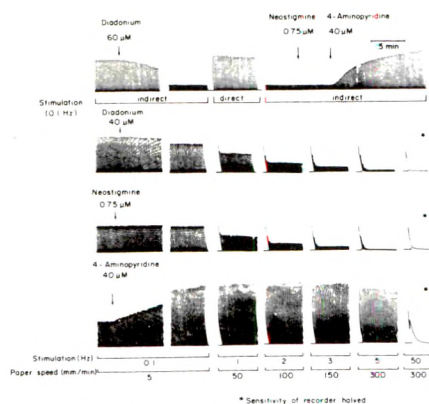 Diadonium
60 µM
Neostigmine 4-Aminopyridine
0.75 µM 40 µM
5 min
Stimulation
(0.1 Hz)
indirect direct indirect
Diadonium
40 µM
*
Neostigmine
0.75 µM
*
4-Aminopyridine
40 µM
*
Stimulation (Hz) 0.1 1 2 3 5 50
Paper speed (mm/min) 5 50 100 150 300 300
* Sensitivity of recorder halved